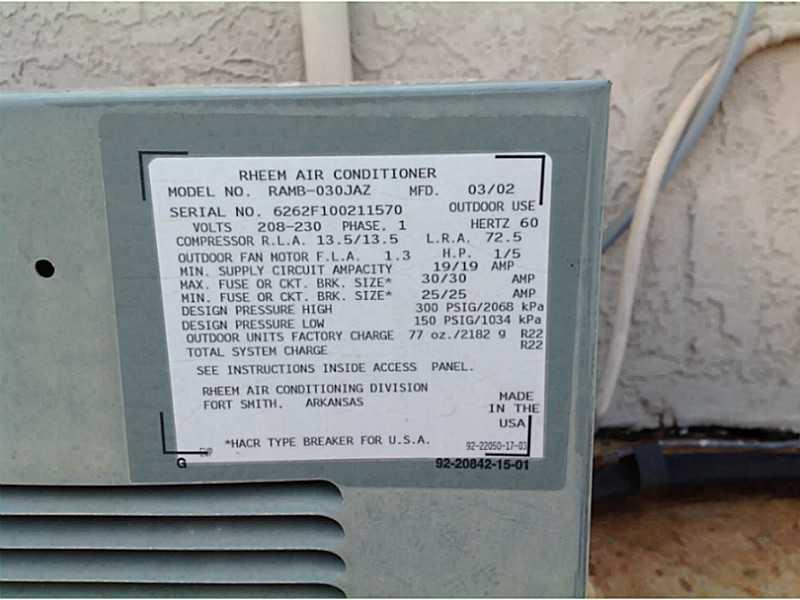 RHEEM AIR CONDITIONER
MODEL NO. RAMB-030JAZ MFD. 03/02
SERIAL NO. 6262F100211570 OUTDOOR USE
VOLTS 208-230 PHASE. 1 HERTZ 60
COMPRESSOR R.L.A. 13.5/13.5 L.R.A. 72.5
OUTDOOR FAN MOTOR F.L.A. 1.3 H.P. 1/5
MIN. SUPPLY CIRCUIT AMPACITY 19/19 AMP
MAX. FUSE OR CKT. BRK. SIZE* 30/30 AMP
MIN. FUSE OR CKT. BRK. SIZE* 25/25 AMP
DESIGN PRESSURE HIGH 300 PSIG/2068 kPa
DESIGN PRESSURE LOW 150 PSIG/1034 kPa
OUTDOOR UNITS FACTORY CHARGE 77 oz./2182 g R22
TOTAL SYSTEM CHARGE R22
SEE INSTRUCTIONS INSIDE ACCESS PANEL.
RHEEM AIR CONDITIONING DIVISION
FORT SMITH. ARKANSAS
MADE
IN THE
USA
*HACR TYPE BREAKER FOR U.S.A.
92-22050-17-03
G
92-20842-15-01